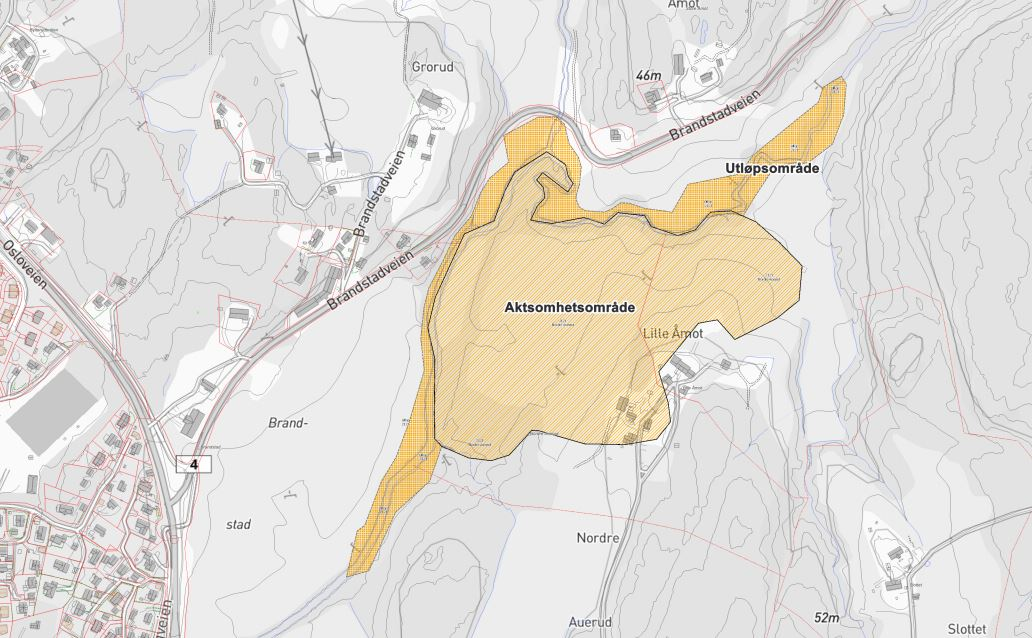 Åmot
Grorud
46m
Brandstadveien
Utløpsområde
Brandstadveien
Osloveien
Brandstadveien
Aktsomhetsområde
Lille Åmot
Brand-
4
stad
Nordre
Auerud
52m
Slottet